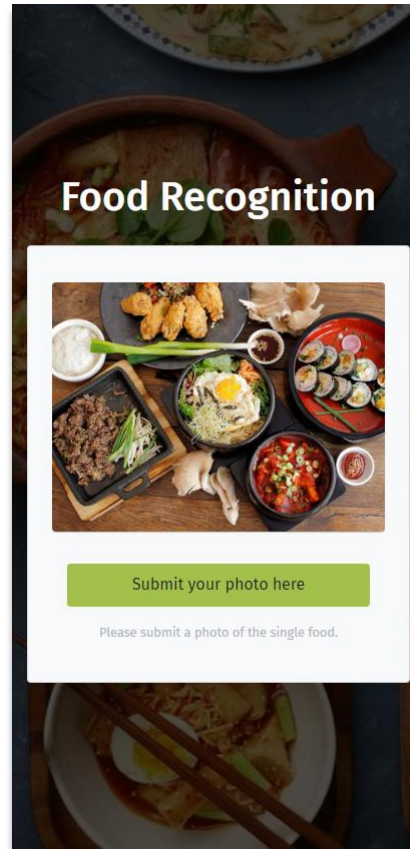 Food Recognition
Submit your photo here
Please submit a photo of the single food.